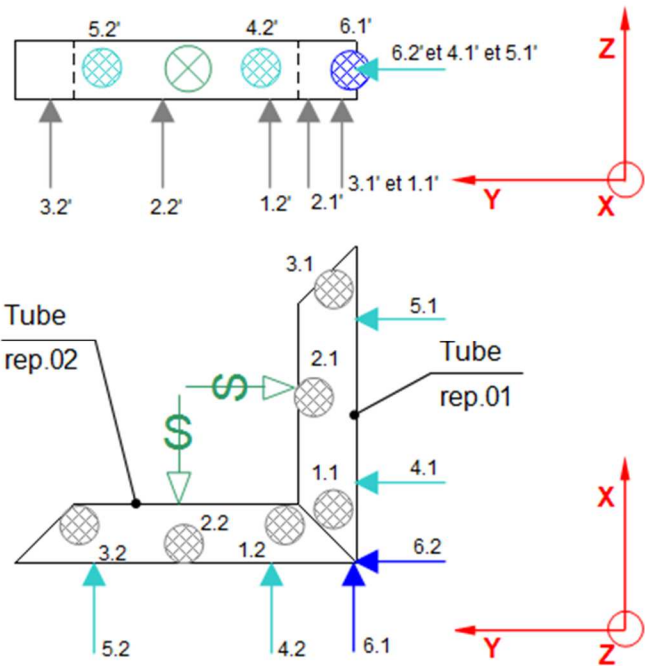 5.2' 4.2' 6.1'
6.2'et 4.1' et 5.1'
Z
3.2' 2.2' 1.2' 2.1' 3.1' et 1.1'
Y
X
3.1
5.1
Tube
rep.02
2.1
Tube
rep.01
S
S
1.1
4.1
X
2.2
3.2 1.2
6.2
5.2 4.2 6.1
Y
Z